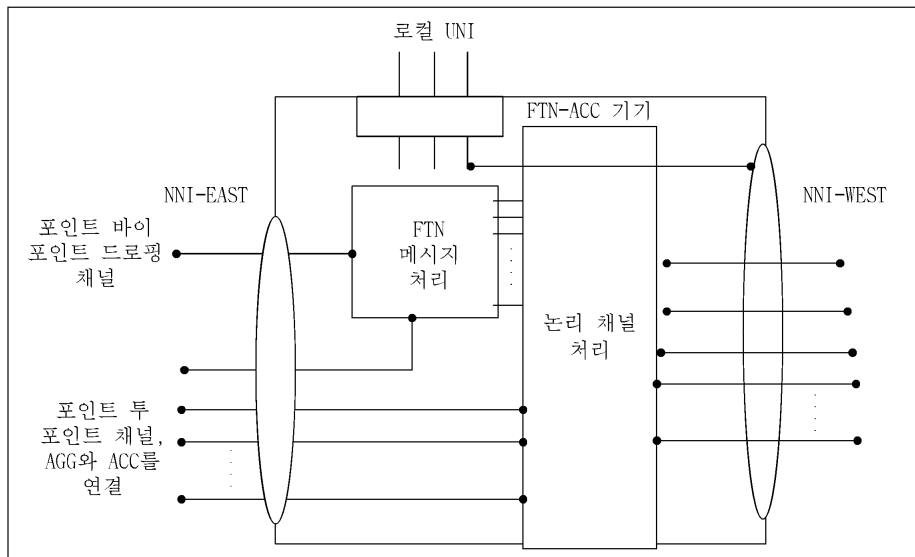 로컬 UNI
FTN-ACC 기기
NNI-EAST
NNI-WEST
포인트 바이
포인트 드로핑
채널
FTN
메시지
처리
논리 채널
처리
포인트 투
포인트 채널,
AGG와 ACC를
연결